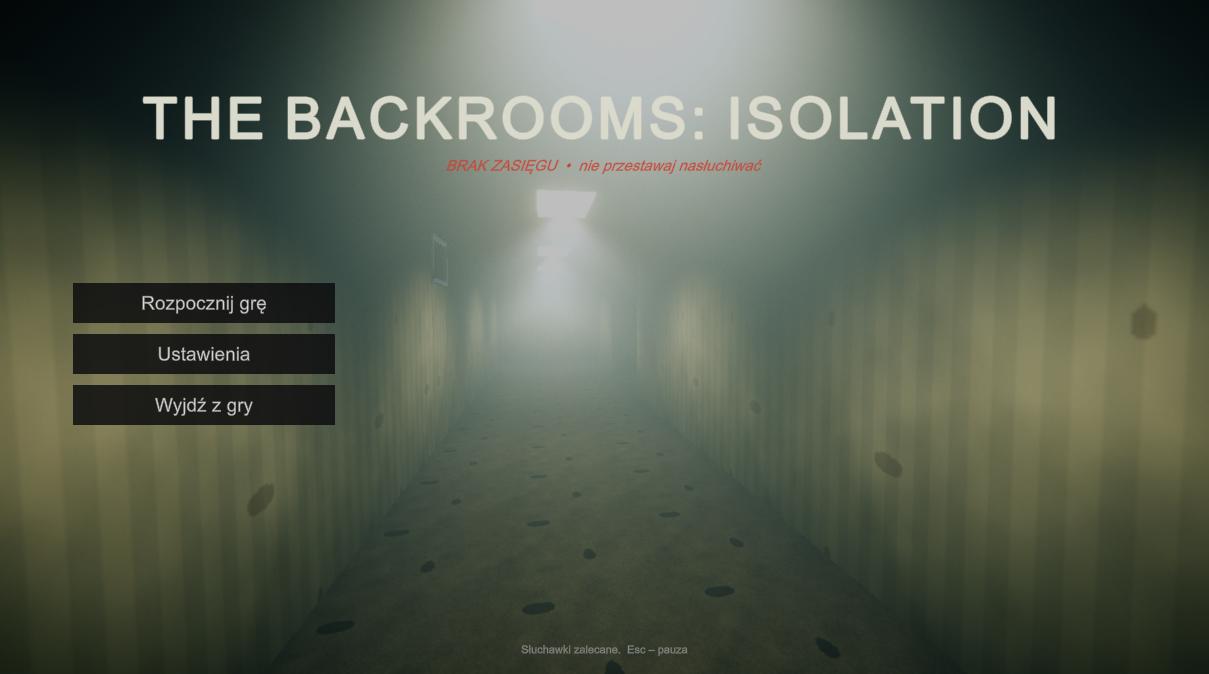 THE BACKROOMS: ISOLATION
BRAK ZASIĘGU • nie przestawaj nasłuchiwać
Rozpocznij grę
Ustawienia
Wyjdź z gry
Słuchawki zalecane. Esc – pauza